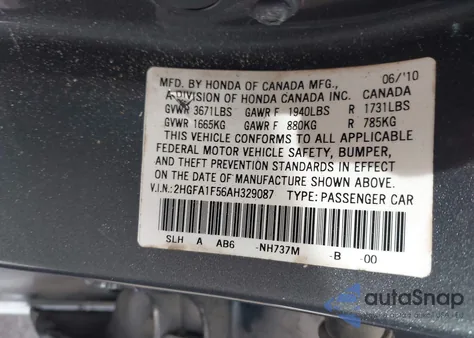 MFD. BY HONDA OF CANADA MFG., 06/'10
A DIVISION OF HONDA CANADA INC. CANADA
GVWR 3671LBS GAWR F 1940LBS R 1731LBS
GVWR 1665KG GAWR F 880KG R 785KG
THIS VEHICLE CONFORMS TO ALL APPLICABLE
FEDERAL MOTOR VEHICLE SAFETY, BUMPER,
AND THEFT PREVENTION STANDARDS IN EFFECT
ON DATE OF MANUFACTURE SHOWN ABOVE.
V.I.N.: 2HGFA1F56AH329087 TYPE: PASSENGER CAR
SLH A AB6 -NH737M -B -00
autoSnap